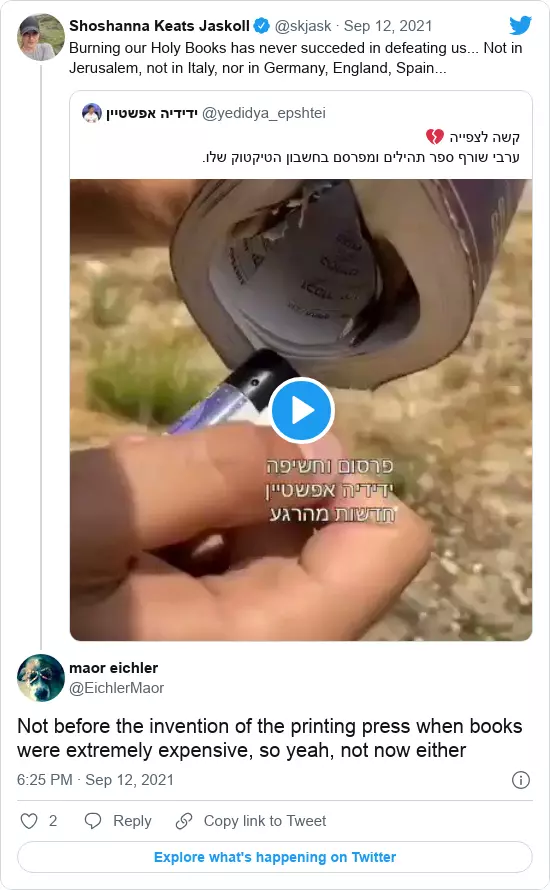 Shoshanna Keats Jaskoll @skjask · Sep 12, 2021
Burning our Holy Books has never succeded in defeating us... Not in
Jerusalem, not in Italy, nor in Germany, England, Spain...
ידידיה אפשטיין @yedidya_epshtei
קשה לצפייה 💔
ערבי שורף ספר תהילים ומפרסם בחשבון הטיקטוק שלו.
פרסום וחשיפה
ידידיה אפשטיין
חדשות מהרגע
maor eichler
@EichlerMaor
Not before the invention of the printing press when books
were extremely expensive, so yeah, not now either
6:25 PM · Sep 12, 2021
2 Reply Copy link to Tweet
Explore what's happening on Twitter